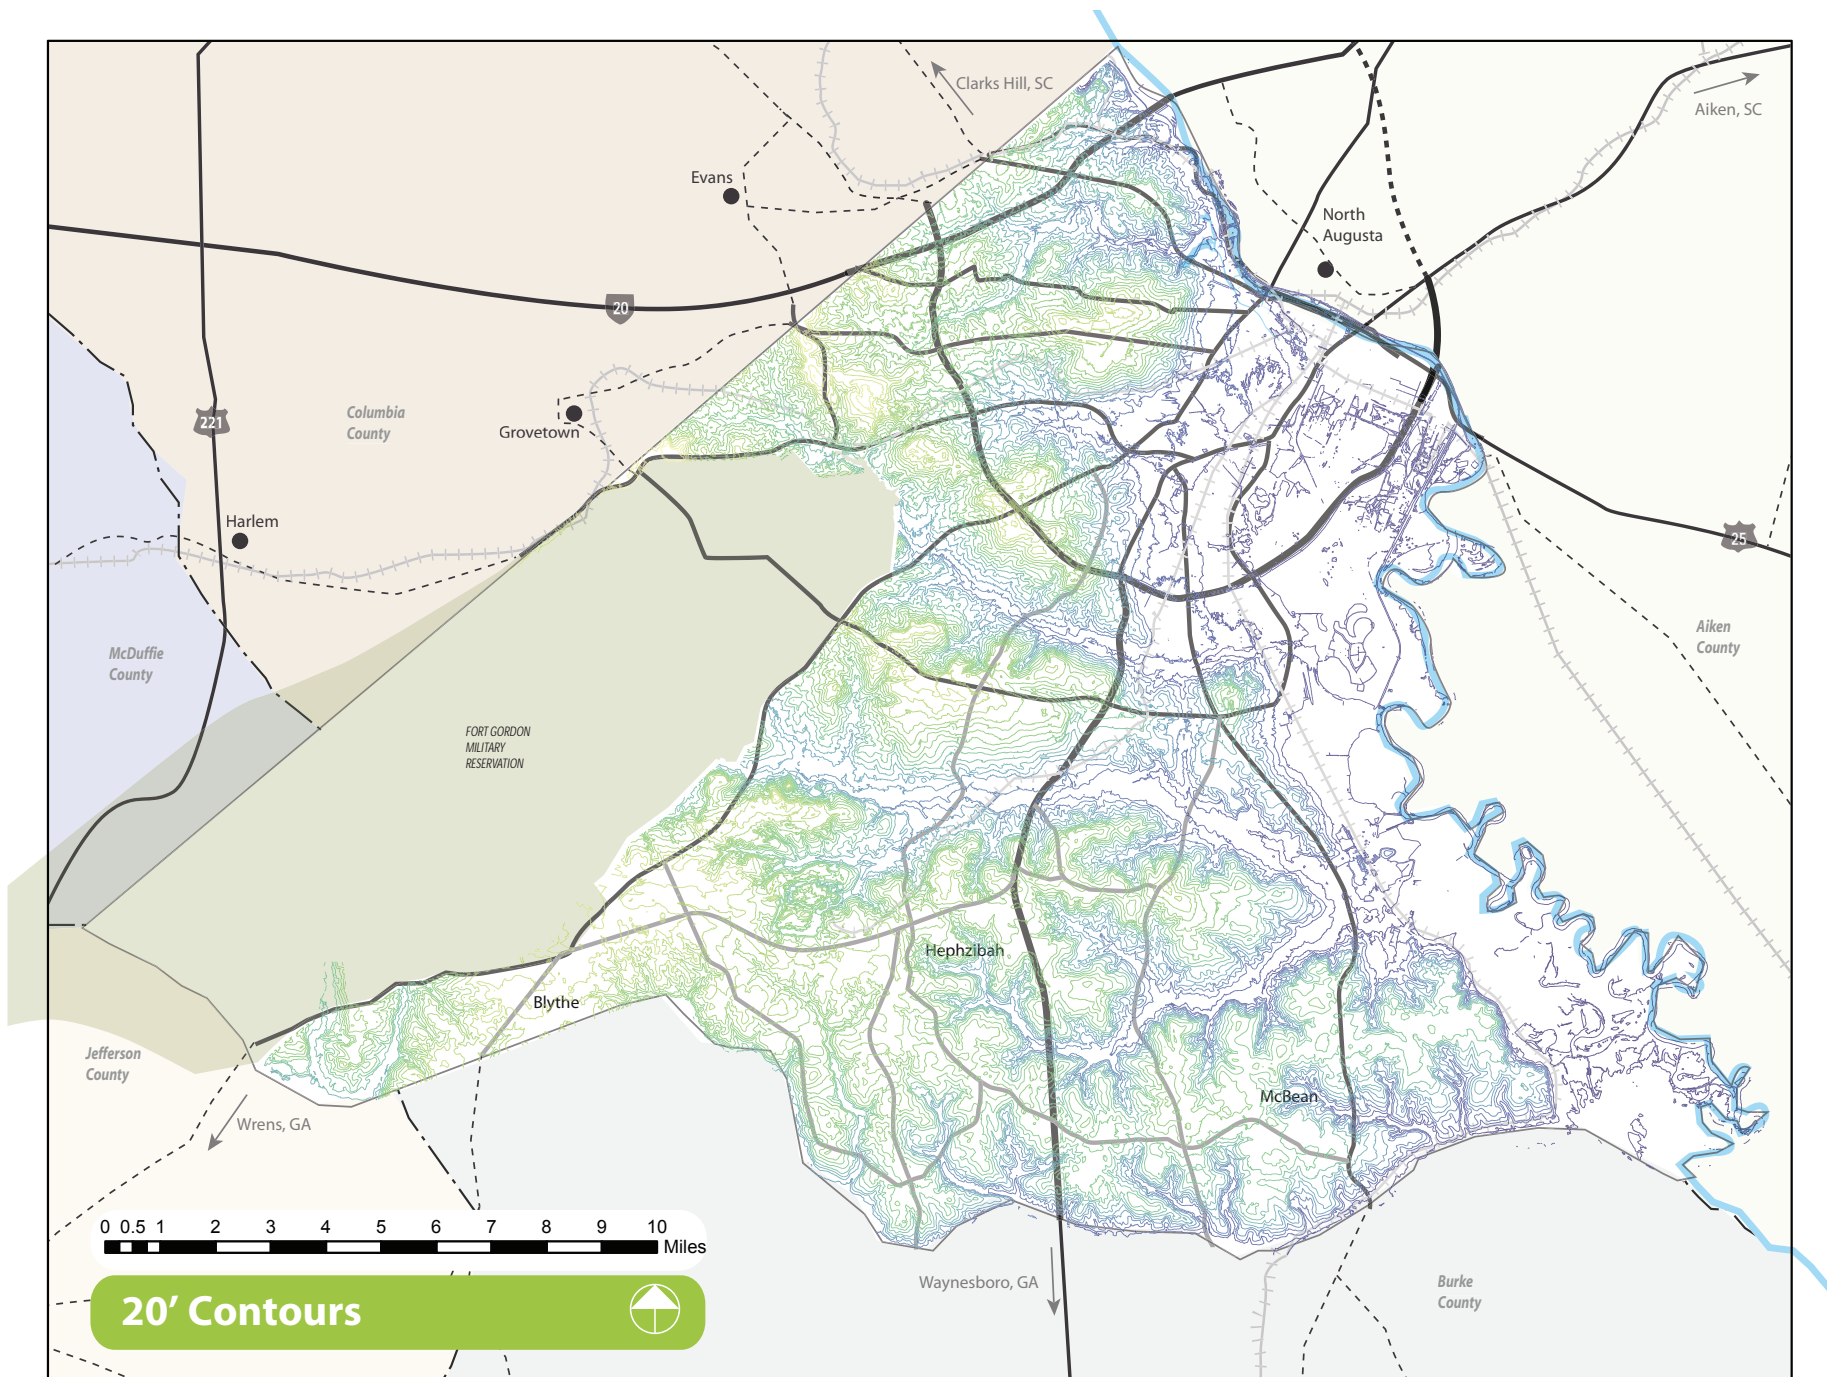 Clarks Hill, SC
Aiken, SC
Evans
North
Augusta
20
Columbia
County
221
Grovetown
Harlem
25
McDuffie
County
Aiken
County
FORT GORDON
MILITARY
RESERVATION
Hephzibah
Blythe
Jefferson
County
McBean
Wrens, GA
0 0.5 1 2 3 4 5 6 7 8 9 10
Miles
Waynesboro, GA
Burke
County
20’ Contours